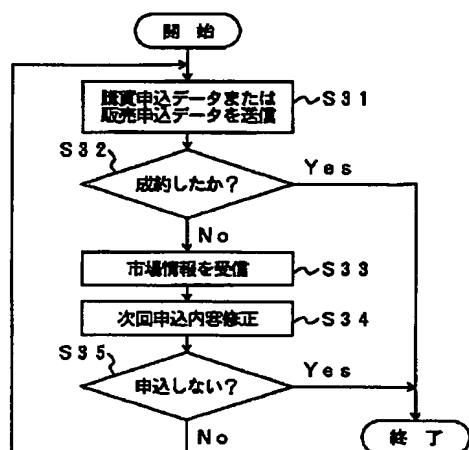 開 始
購買申込データまたは
販売申込データを送信
S31
S32
成約したか?
Yes
No
市場情報を受信
S33
次回申込内容修正
S34
S35
申込しない?
Yes
No
終 了